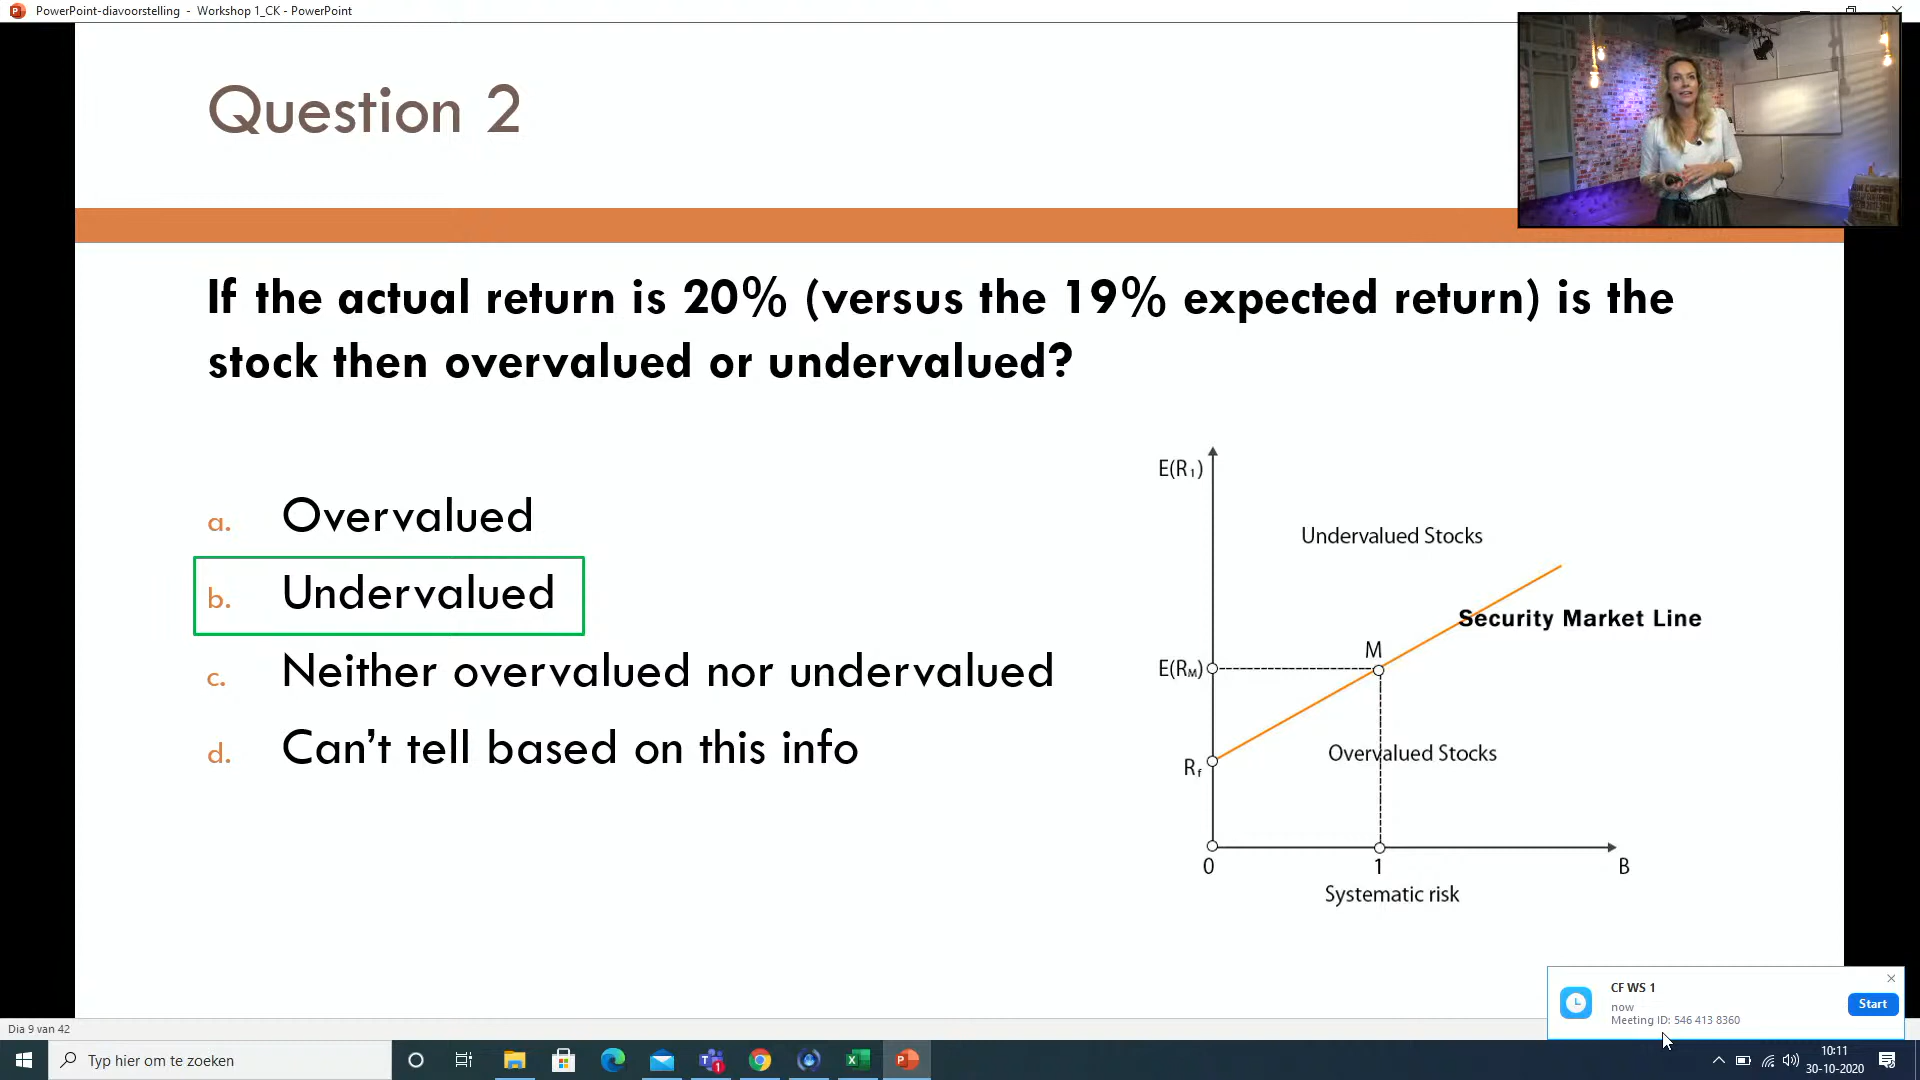 PowerPoint-diavoorstelling - Workshop 1_CK - PowerPoint
Question 2
If the actual return is 20% (versus the 19% expected return) is the
stock then overvalued or undervalued?
a. Overvalued
b. Undervalued
c. Neither overvalued nor undervalued
d. Can't tell based on this info
E(R1)
Undervalued Stocks
Security Market Line
M
E(RM)
Overvalued Stocks
Rf
0
1
B
Systematic risk
CF WS 1
now
Meeting ID: 546 413 8360
Start
Dia 9 van 42
Typ hier om te zoeken
1
10:11
30-10-2020